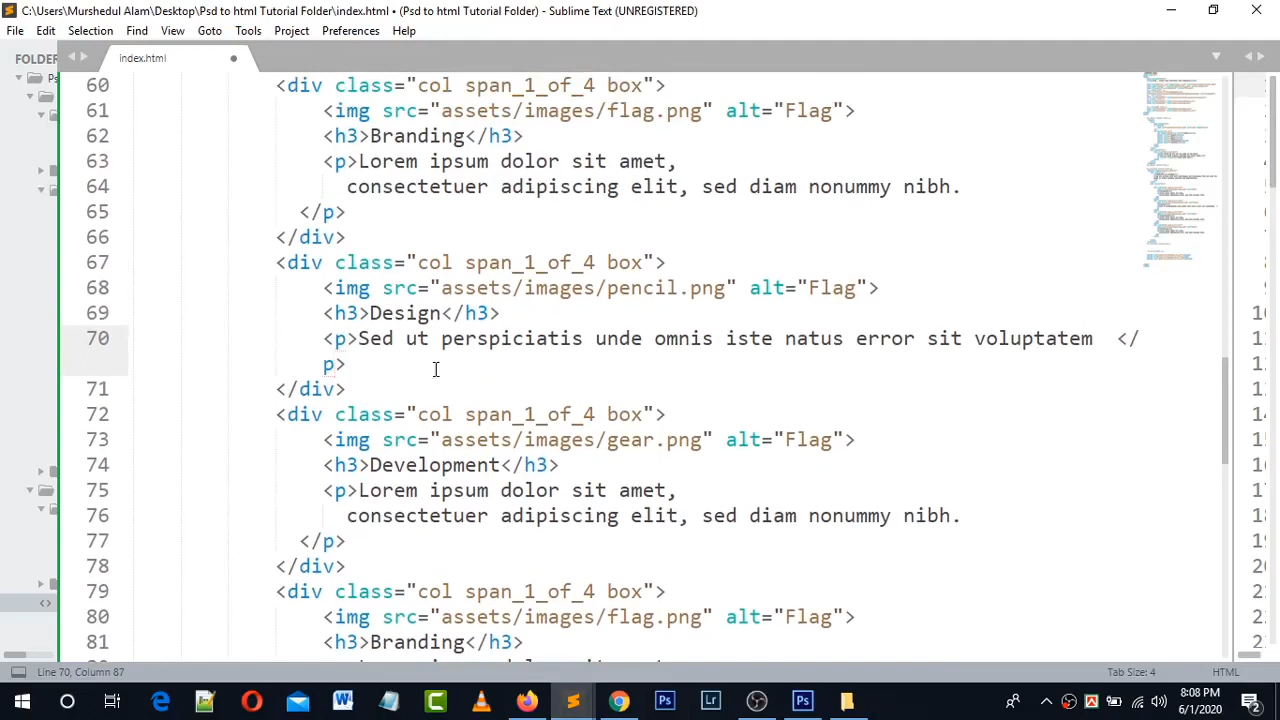 C:\Users\Murshedul Alam\Desktop\Psd to html Tutorial Folder\index.html • (Psd to html Tutorial Folder) - Sublime Text (UNREGISTERED)
File Edit Selection Find View Goto Tools Project Preferences Help
FOLDER
index.html
Ps
60 <div class="col span_1_of_4 box">
61 <img src="assets/images/flag.png" alt="Flag">
62 <h3>Branding</h3>
63 <p>Lorem ipsum dolor sit amet,
64 consectetuer adipiscing elit, sed diam nonummy nibh.
65 </p>
66 </div>
67 <div class="col span_1_of_4 box">
68 <img src="assets/images/pencil.png" alt="Flag">
69 <h3>Design</h3>
70 <p>Sed ut perspiciatis unde omnis iste natus error sit voluptatem </
p>
71 </div>
72 <div class="col span_1_of_4 box">
73 <img src="assets/images/gear.png" alt="Flag">
74 <h3>Development</h3>
75 <p>Lorem ipsum dolor sit amet,
76 consectetuer adipiscing elit, sed diam nonummy nibh.
77 </p>
78 </div>
79 <div class="col span_1_of_4 box">
80 <img src="assets/images/flag.png" alt="Flag">
81 <h3>Branding</h3>
Line 70, Column 87 Tab Size: 4 HTML
8:08 PM
6/1/2020